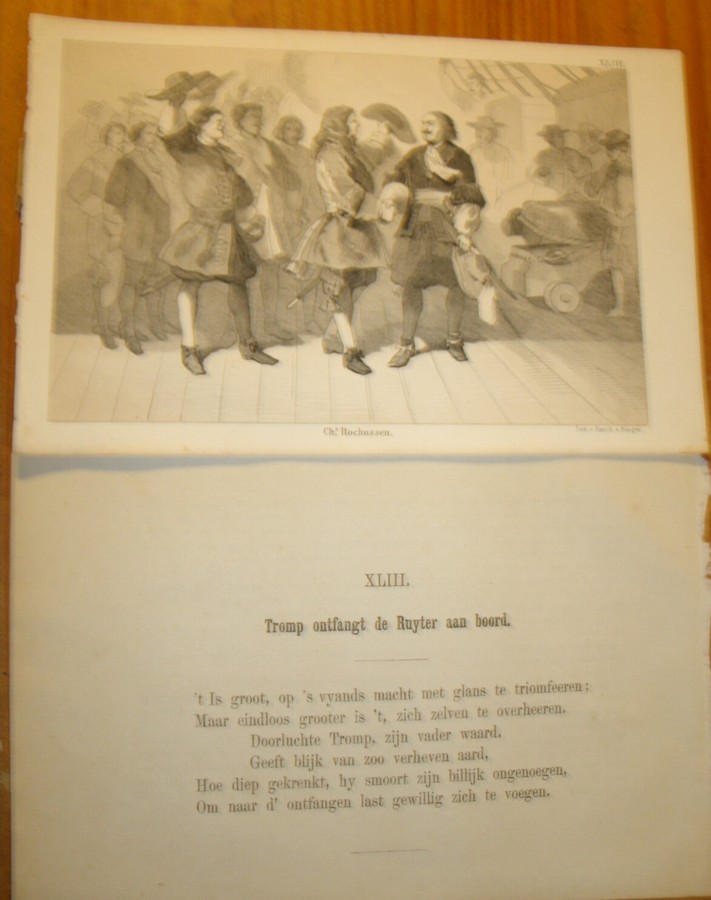 XLIII.
Ch.s Rochussen.
XLIII.
Tromp ontfangt de Ruyter aan boord.
't Is groot, op 's vyands macht met glans te triomfeeren;
Maar eindloos grooter is 't, zich zelven te overheeren.
Doorluchte Tromp, zijn vader waard,
Geeft blijk van zoo verheven aard,
Hoe diep gekrenkt, hy smoort zijn billijk ongenoegen,
Om naar d' ontfangen last gewillig zich te voegen.